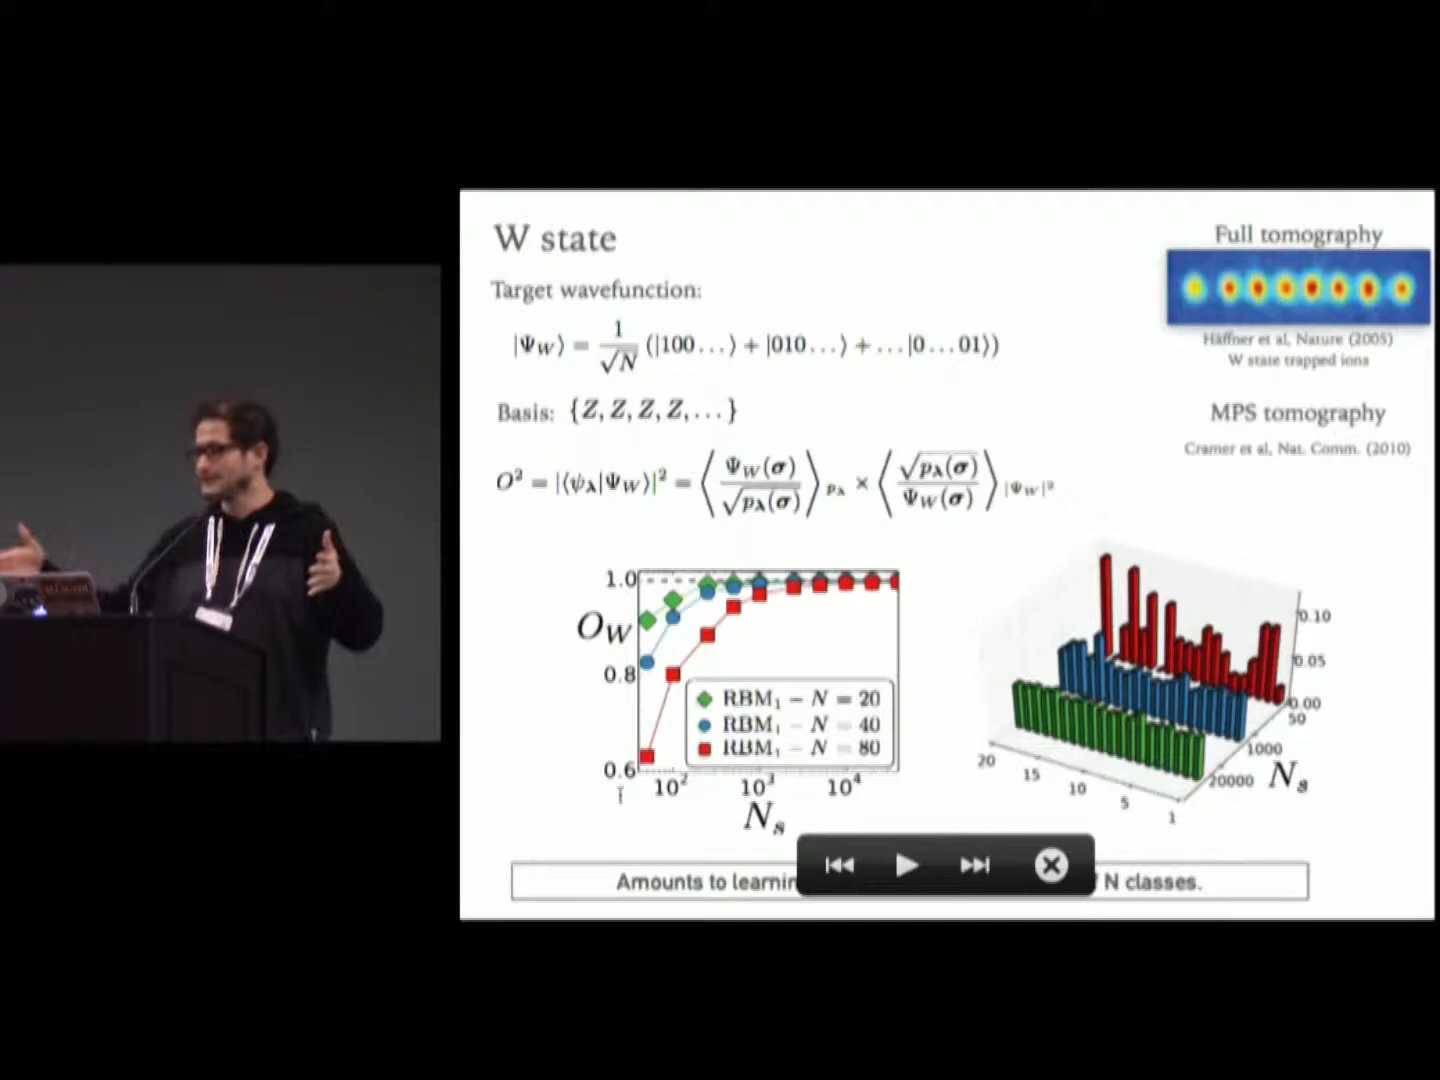 W state
Target wavefunction:
|Ψ_W⟩ = 1/√N (|100...⟩ + |010...⟩ + ...|0...01⟩)
Basis: {Z, Z, Z, Z, ...}
O² = |⟨ψ_λ|Ψ_W⟩|² = ⟨Ψ_W(σ)/√p_λ(σ)⟩_{p_λ} × ⟨√p_λ(σ)/Ψ_W(σ)⟩_{|Ψ_W|²}
Full tomography
Häffner et al, Nature (2005)
W state trapped ions
MPS tomography
Cramer et al, Nat. Comm. (2010)
1.0
O_W
0.8
0.6
RBM₁ − N = 20
RBM₁ − N = 40
RBM₁ − N = 80
10² 10³ 10⁴
N_s
0.10
0.05
0.00
50
1000
20000
N_s
20 15 10 5 1
Amounts to N classes.